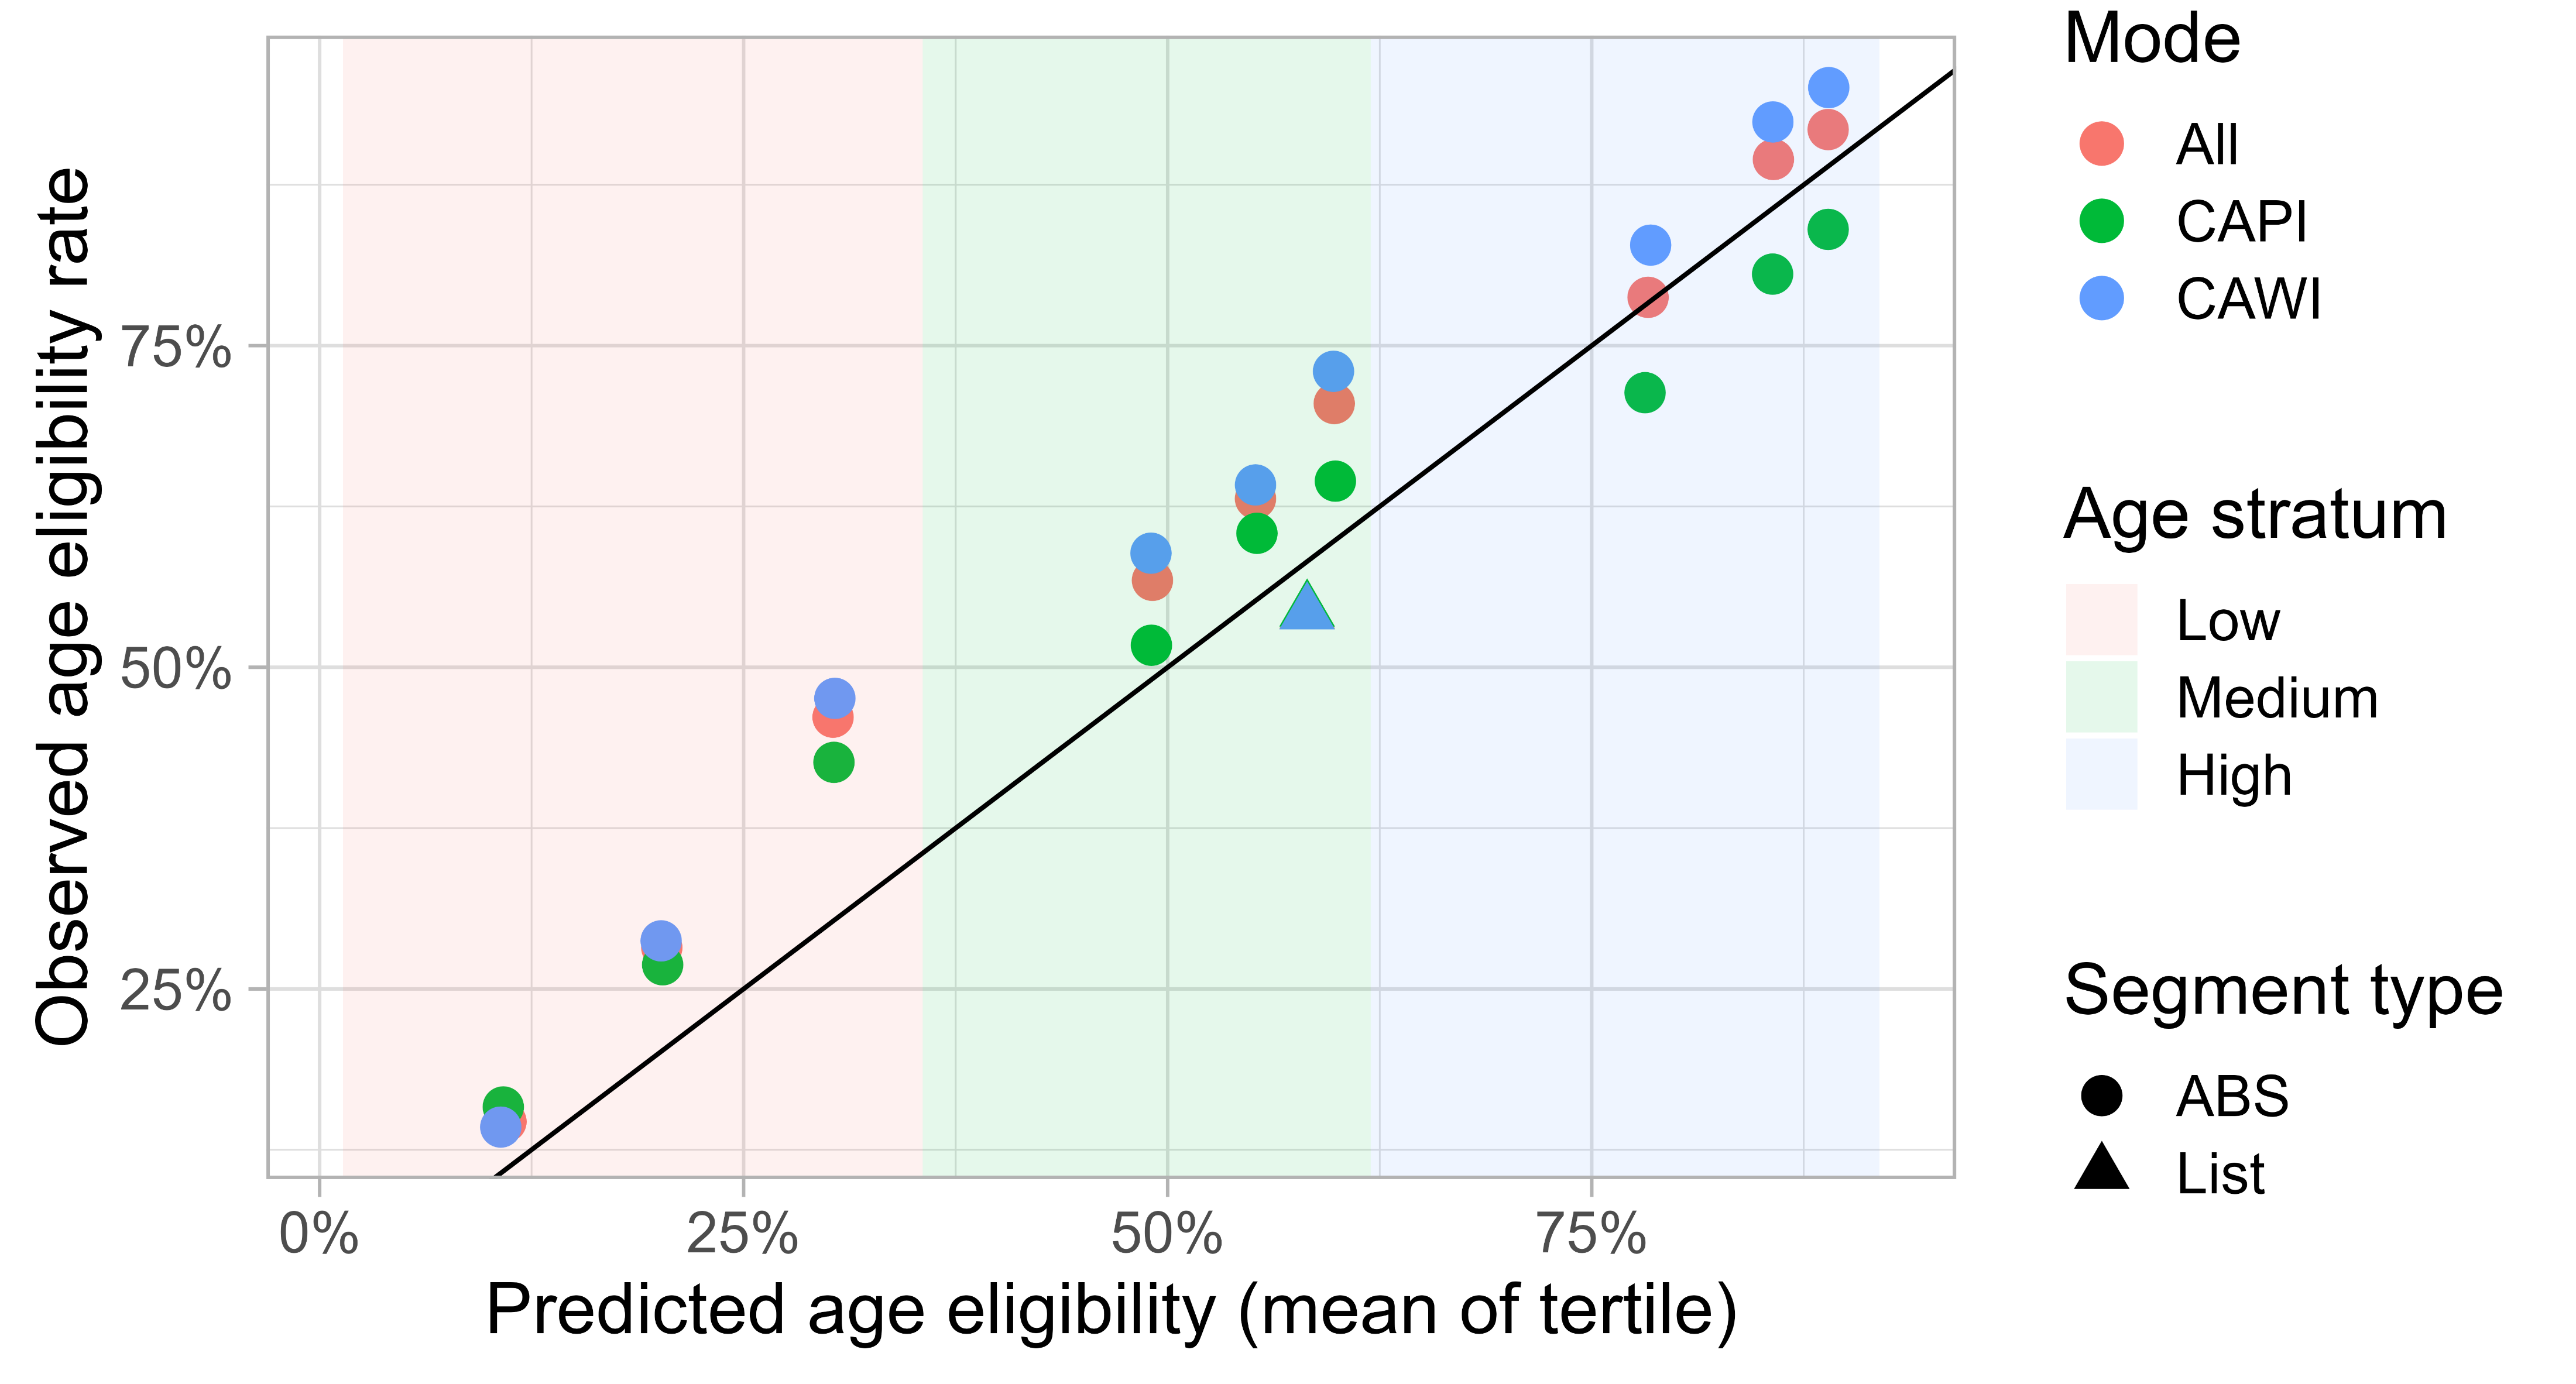 Observed age eligibility rate
75%
50%
25%
0%
25%
50%
75%
Predicted age eligibility (mean of tertile)
Mode
All
CAPI
CAWI
Age stratum
Low
Medium
High
Segment type
ABS
List